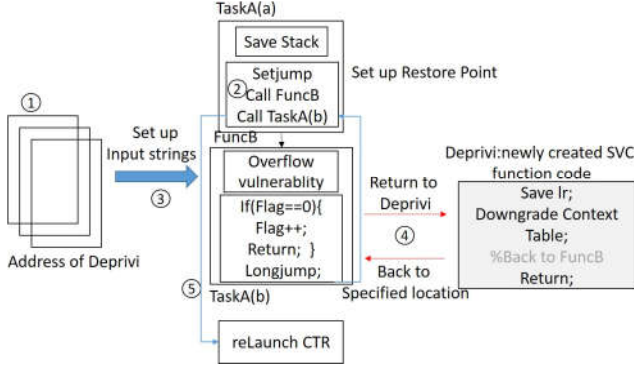 TaskA(a)
Save Stack
Setjump
② Call FuncB
Call TaskA(b)
Set up Restore Point
①
Address of Deprivi
Set up
Input strings
③
FuncB
Overflow
vulnerablity
If(Flag==0){
Flag++;
Return; }
Longjump;
TaskA(b)
Return to
Deprivi
④
Back to
Specified location
Deprivi:newly created SVC
function code
Save lr;
Downgrade Context
Table;
%Back to FuncB
Return;
⑤
reLaunch CTR